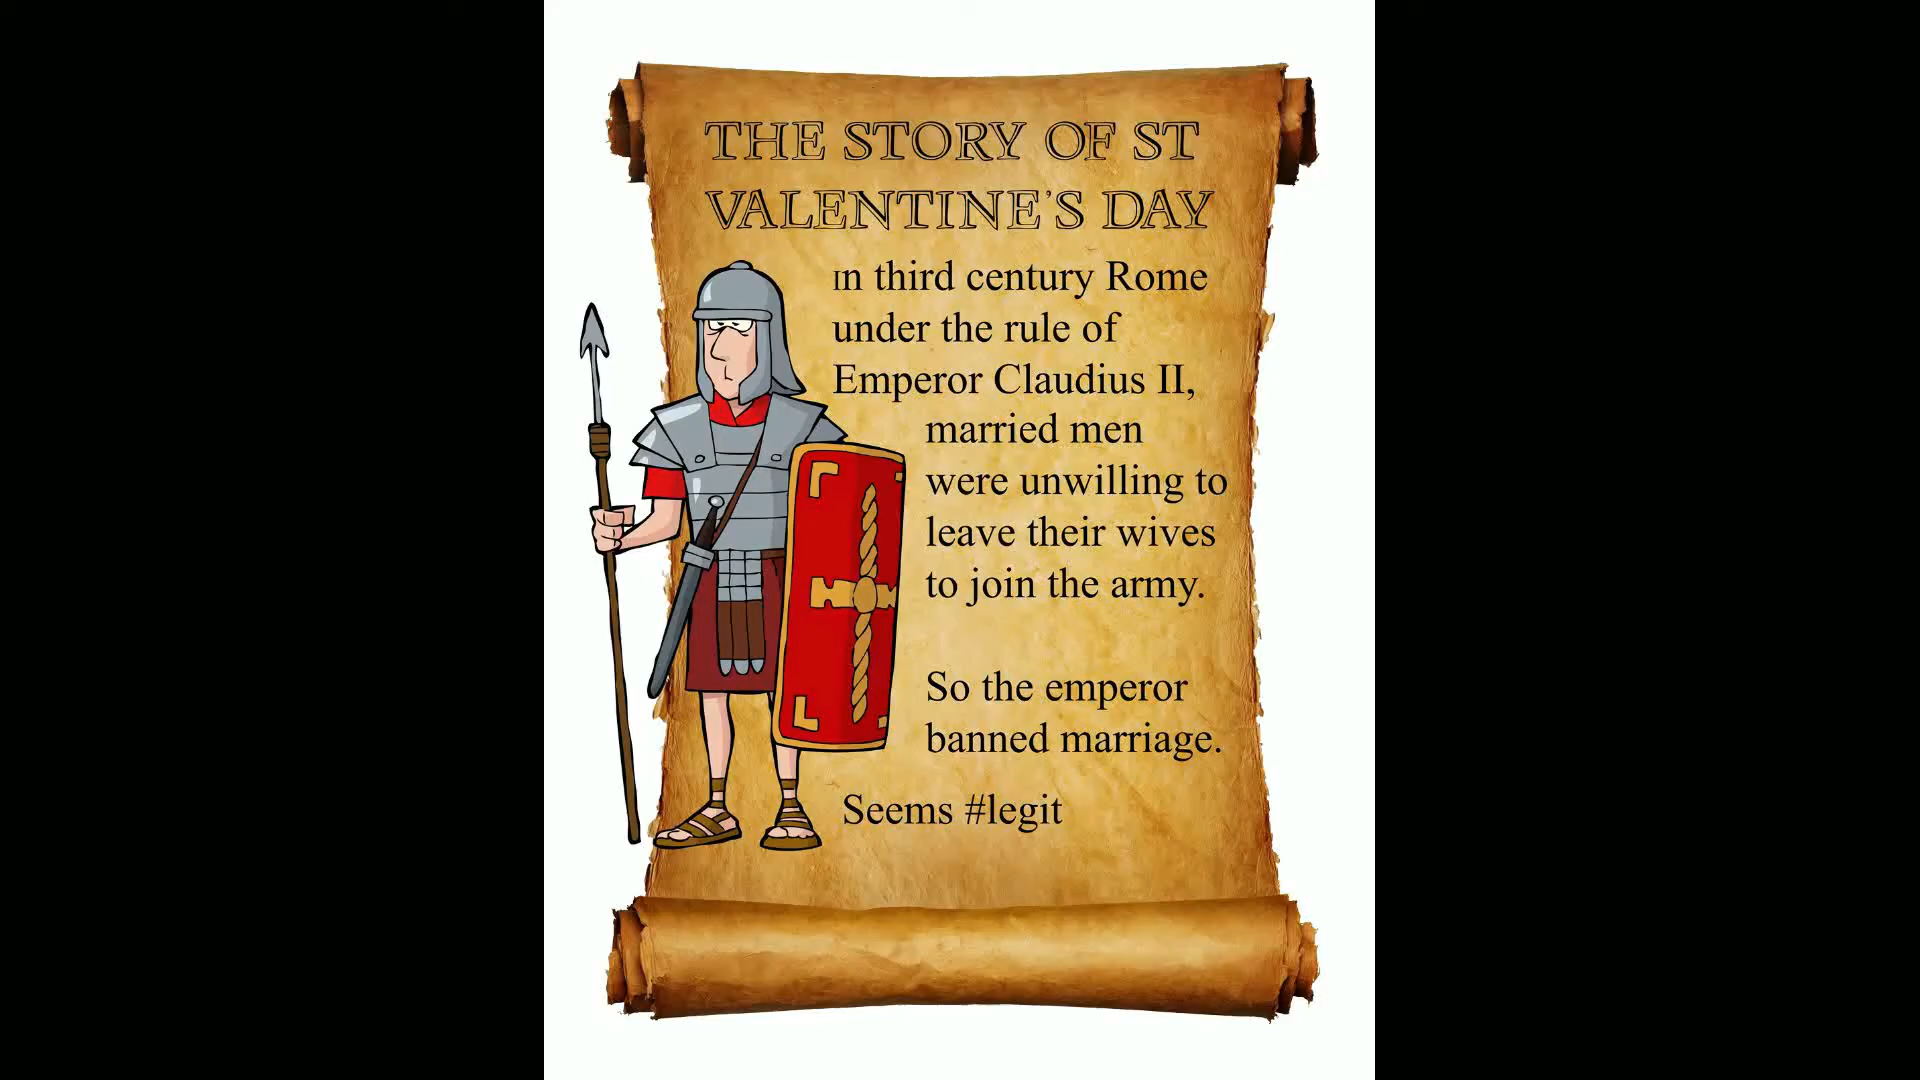 THE STORY OF ST
VALENTINE'S DAY
In third century Rome
under the rule of
Emperor Claudius II,
married men
were unwilling to
leave their wives
to join the army.
So the emperor
banned marriage.
Seems #legit